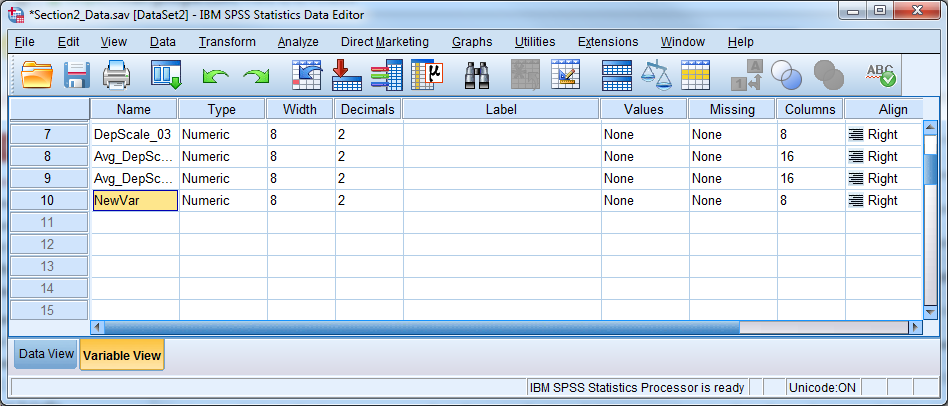 *Section2_Data.sav [DataSet2] - IBM SPSS Statistics Data Editor
File Edit View Data Transform Analyze Direct Marketing Graphs Utilities Extensions Window Help
μ 1 4 A ABC
Name Type Width Decimals Label Values Missing Columns Align
7 DepScale_03 Numeric 8 2 None None 8 Right
8 Avg_DepSc... Numeric 8 2 None None 16 Right
9 Avg_DepSc... Numeric 8 2 None None 16 Right
10 NewVar Numeric 8 2 None None 8 Right
11
12
13
14
15
Data View Variable View
IBM SPSS Statistics Processor is ready Unicode:ON